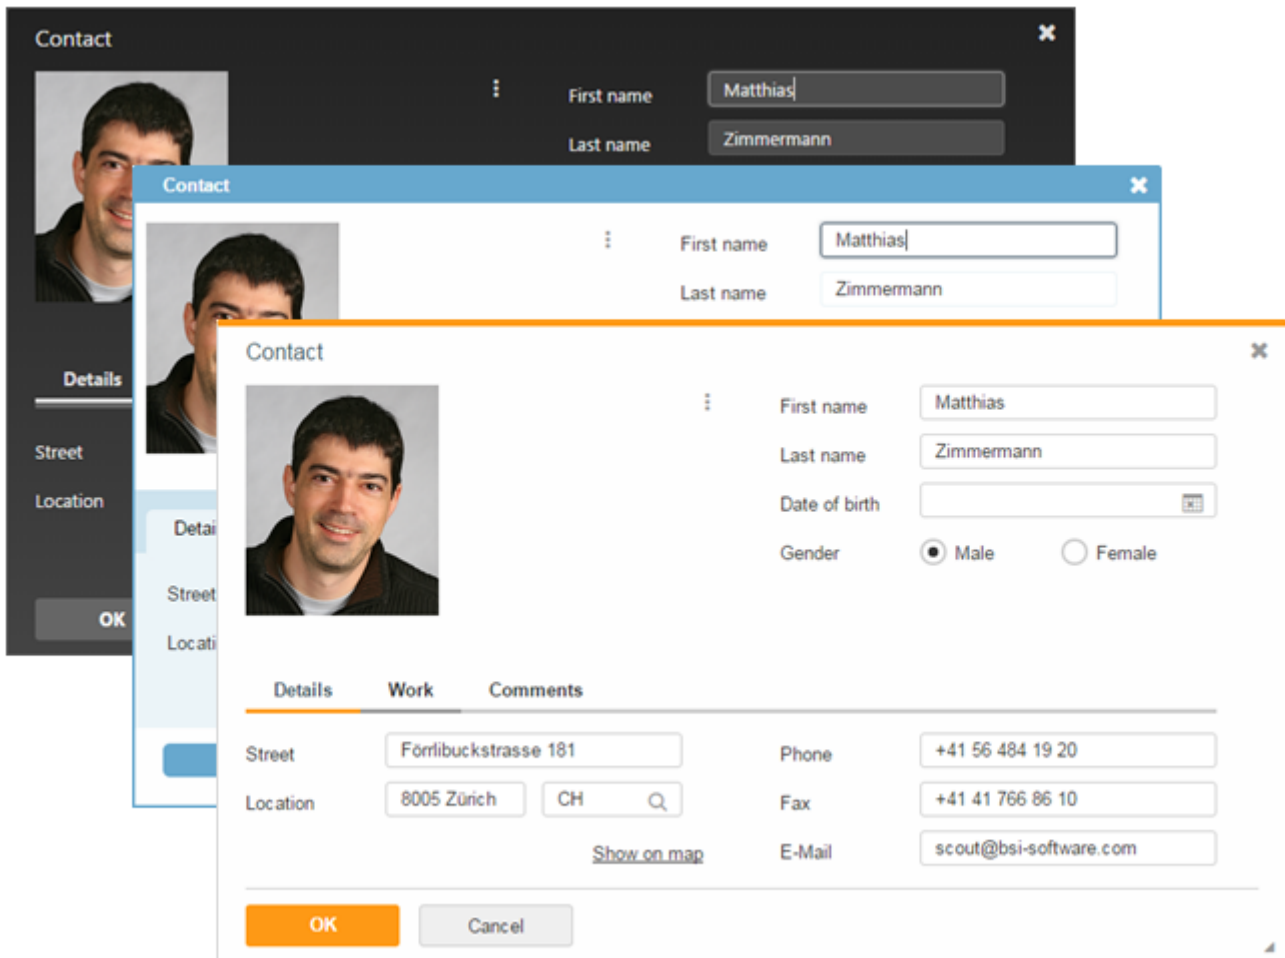 Contact
First name Matthias
Last name Zimmermann
Details
Street
Location
OK
Contact
First name Matthias
Last name Zimmermann
Detai
Street
Locati
Contact
First name Matthias
Last name Zimmermann
Date of birth
Gender Male Female
Details Work Comments
Street Förrlibuckstrasse 181 Phone +41 56 484 19 20
Location 8005 Zürich CH Fax +41 41 766 86 10
Show on map E-Mail scout@bsi-software.com
OK Cancel